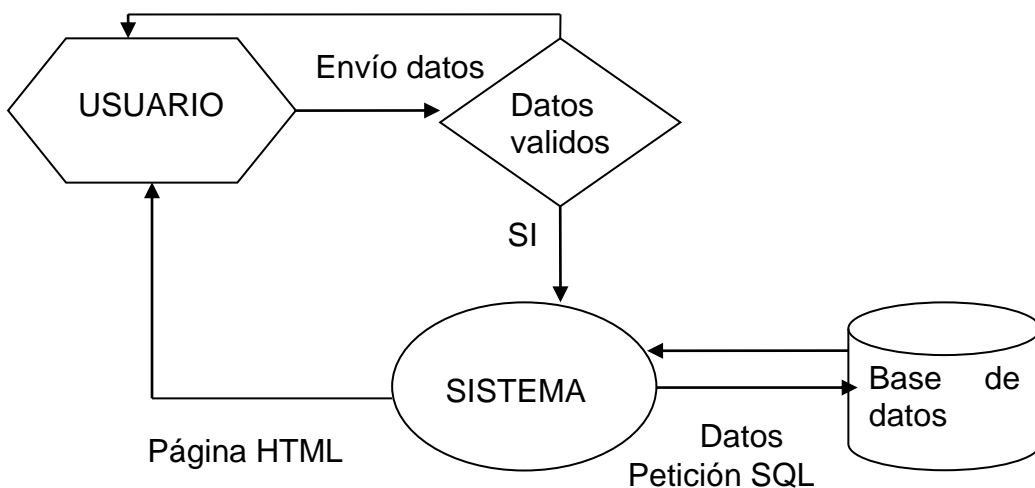 Envío datos
USUARIO
Datos
validos
SI
SISTEMA
Base de
datos
Página HTML
Datos
Petición SQL